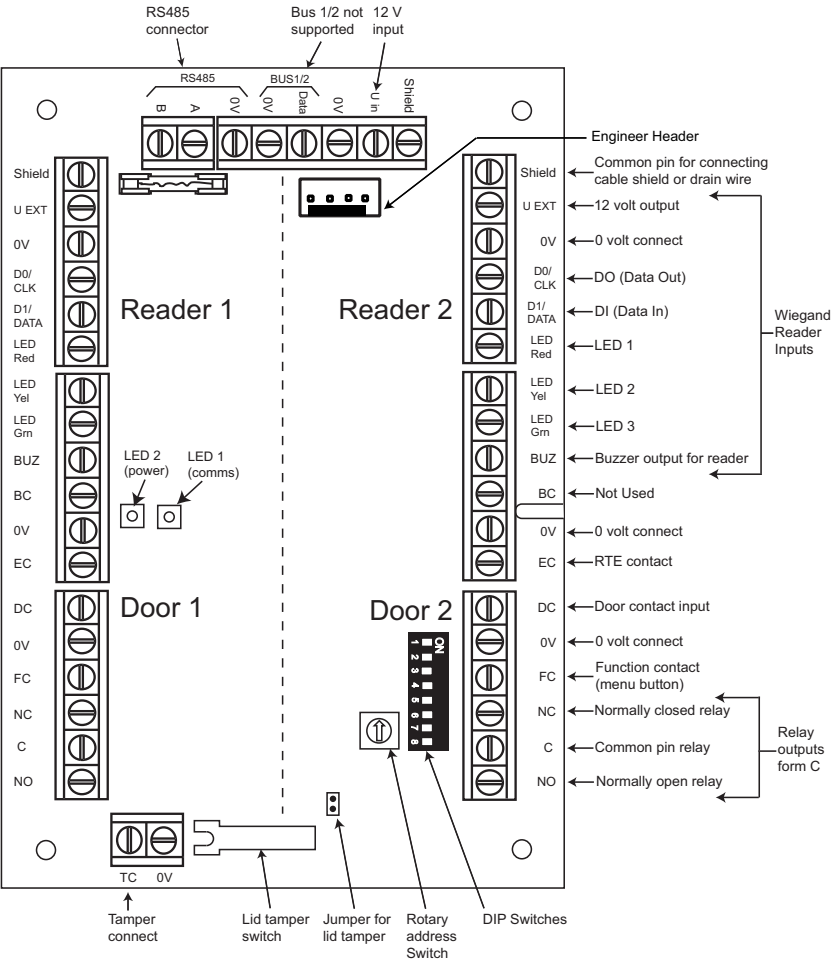 RS485
connector
Bus 1/2 not
supported
12 V
input
RS485
BUS1/2
B
A
0V
0V
Data
0V
U in
Shield
Engineer Header
Shield
U EXT
0V
D0/
CLK
D1/
DATA
LED
Red
LED
Yel
LED
Grn
BUZ
BC
0V
EC
DC
0V
FC
NC
C
NO
Reader 1
Reader 2
LED 2
(power)
LED 1
(comms)
Door 1
Door 2
ON
1
2
3
4
5
6
7
8
Shield
U EXT
0V
D0/
CLK
D1/
DATA
LED
Red
LED
Yel
LED
Grn
BUZ
BC
0V
EC
DC
0V
FC
NC
C
NO
Common pin for connecting
cable shield or drain wire
12 volt output
0 volt connect
DO (Data Out)
DI (Data In)
LED 1
LED 2
LED 3
Buzzer output for reader
Not Used
0 volt connect
RTE contact
Door contact input
0 volt connect
Function contact
(menu button)
Normally closed relay
Common pin relay
Normally open relay
Wiegand
Reader
Inputs
Relay
outputs
form C
TC
0V
Tamper
connect
Lid tamper
switch
Jumper for
lid tamper
Rotary
address
Switch
DIP Switches